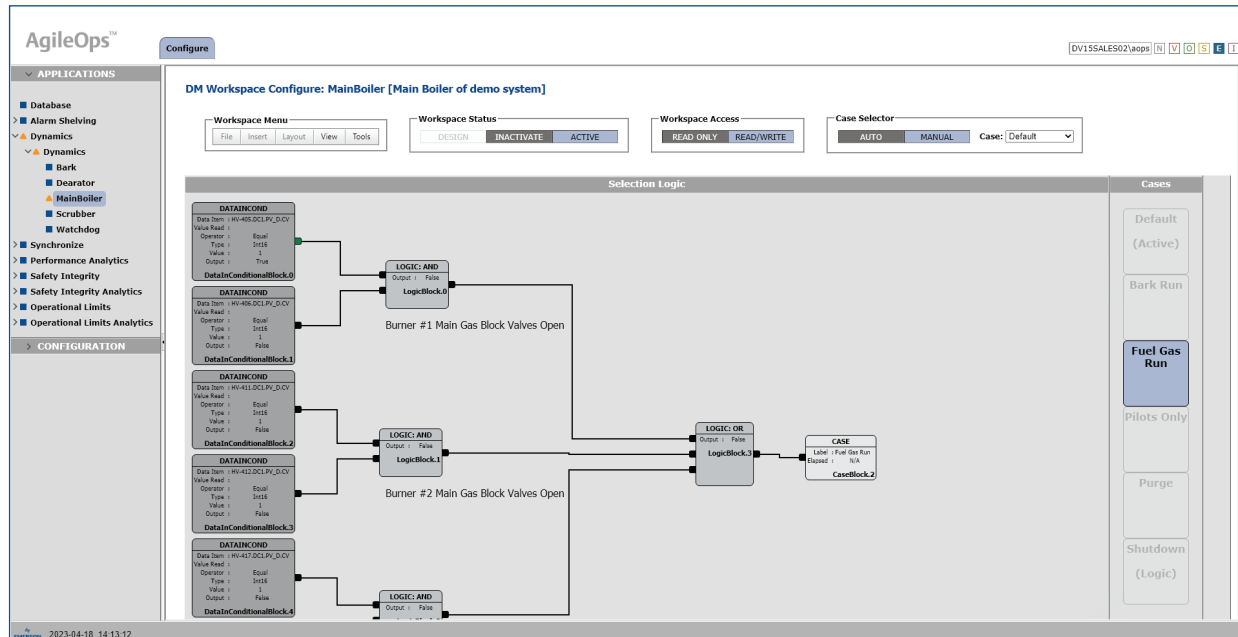 AgileOps™
Configure
DV15SALES02\aops N V O S E I
APPLICATIONS
Database
Alarm Shelving
Dynamics
Dynamics
Bark
Dearator
MainBoiler
Scrubber
Watchdog
Synchronize
Performance Analytics
Safety Integrity
Safety Integrity Analytics
Operational Limits
Operational Limits Analytics
CONFIGURATION
DM Workspace Configure: MainBoiler [Main Boiler of demo system]
Workspace Menu
File Insert Layout View Tools
Workspace Status
DESIGN INACTIVATE ACTIVE
Workspace Access
READ ONLY READ/WRITE
Case Selector
AUTO MANUAL Case: Default
Selection Logic
DATAINCOND
Data Item : HV-405.DC1.PV_D.CV
Value Read :
Operator : Equal
Type : Int16
Value : 1
Output : True
DataInConditionalBlock.0
DATAINCOND
Data Item : HV-406.DC1.PV_D.CV
Value Read :
Operator : Equal
Type : Int16
Value : 1
Output : False
DataInConditionalBlock.1
LOGIC: AND
Output : False
LogicBlock.0
Burner #1 Main Gas Block Valves Open
DATAINCOND
Data Item : HV-411.DC1.PV_D.CV
Value Read :
Operator : Equal
Type : Int16
Value : 1
Output : False
DataInConditionalBlock.2
DATAINCOND
Data Item : HV-412.DC1.PV_D.CV
Value Read :
Operator : Equal
Type : Int16
Value : 1
Output : False
DataInConditionalBlock.3
LOGIC: AND
Output : False
LogicBlock.1
Burner #2 Main Gas Block Valves Open
DATAINCOND
Data Item : HV-417.DC1.PV_D.CV
Value Read :
Operator : Equal
Type : Int16
Value : 1
Output : False
DataInConditionalBlock.4
LOGIC: AND
Output : False
LOGIC: OR
Output : False
LogicBlock.3
CASE
Label : Fuel Gas Run
Elapsed : N/A
CaseBlock.2
Cases
Default
(Active)
Bark Run
Fuel Gas
Run
Pilots Only
Purge
Shutdown
(Logic)
EMERSON 2023-04-18 14:13:12